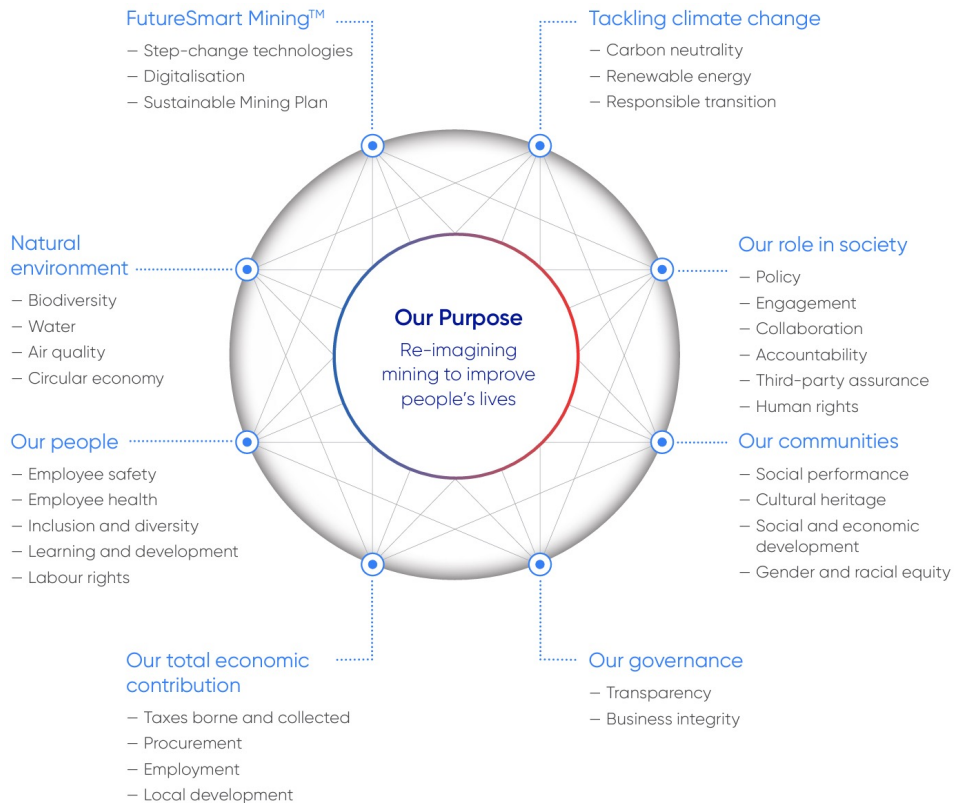 FutureSmart Mining™
– Step-change technologies
– Digitalisation
– Sustainable Mining Plan
Tackling climate change
– Carbon neutrality
– Renewable energy
– Responsible transition
Natural
environment
– Biodiversity
– Water
– Air quality
– Circular economy
Our Purpose
Re-imagining
mining to improve
people's lives
Our role in society
– Policy
– Engagement
– Collaboration
– Accountability
– Third-party assurance
– Human rights
Our people
– Employee safety
– Employee health
– Inclusion and diversity
– Learning and development
– Labour rights
Our communities
– Social performance
– Cultural heritage
– Social and economic
development
– Gender and racial equity
Our total economic
contribution
– Taxes borne and collected
– Procurement
– Employment
– Local development
Our governance
– Transparency
– Business integrity